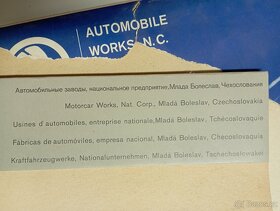 AUTOMOBILE
WORKS, N.C.
Автомобильные заводы, национальное предприятие, Млада Болеслав, Чехословакия
Motorcar Works, Nat. Corp., Mladá Boleslav, Czechoslovakia
Usines d'automobiles, entreprise nationale, Mladá Boleslav, Tchécoslovaquie
Fábricas de automóviles, empresa nacional, Mladá Boleslav, Checoslovaquia
Kraftfahrzeugwerke, Nationalunternehmen, Mladá Boleslav, Tschechoslowakei